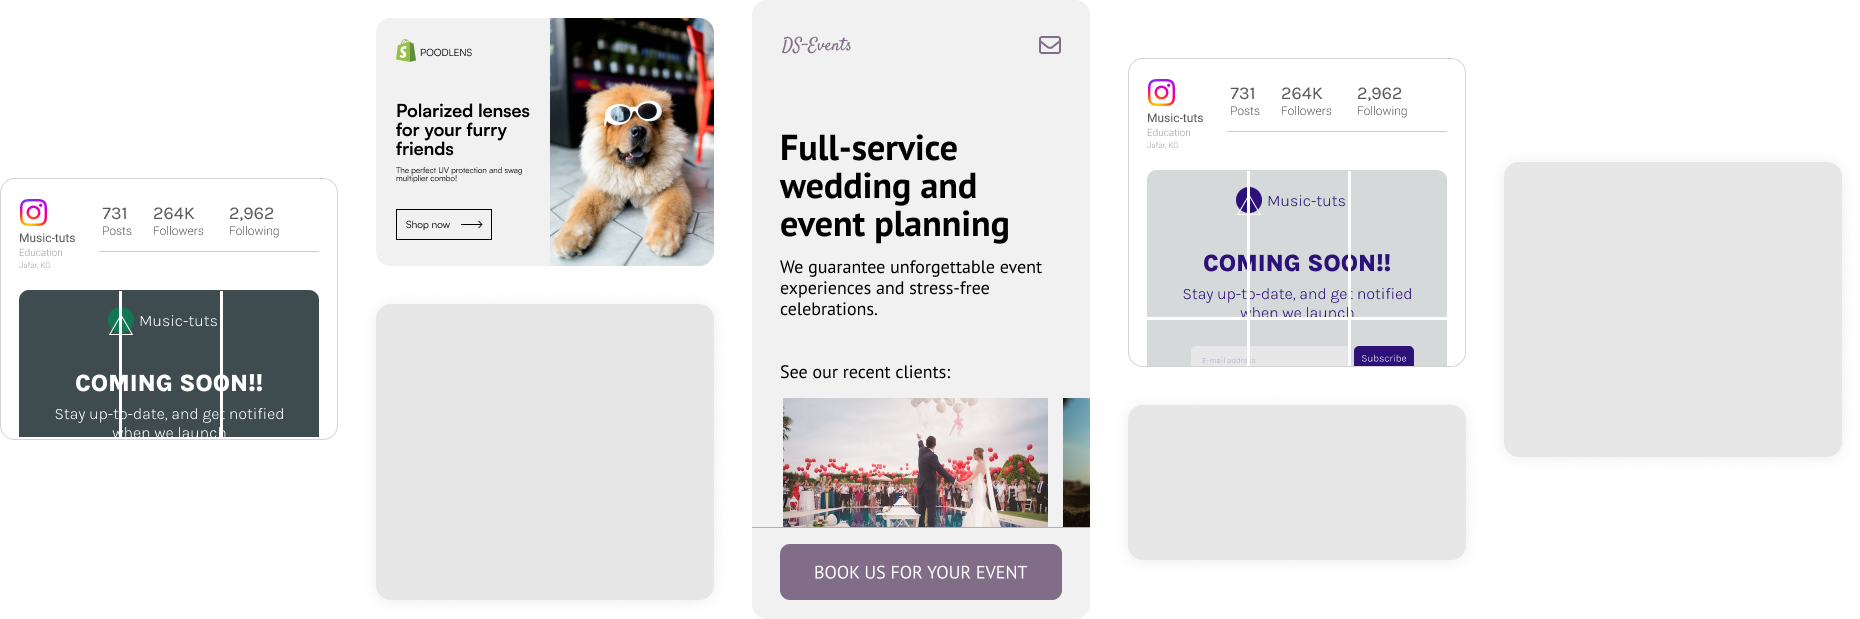 731 264K 2,962
Posts Followers Following
Music-tuts
Education
Jafar, KD
Music-tuts
COMING SOON!!
Stay up-to-date, and get notified
when we launch
POODLENS
Polarized lenses
for your furry
friends
The perfect UV protection and swag
multiplier combo!
Shop now
DS-Events
Full-service
wedding and
event planning
We guarantee unforgettable event
experiences and stress-free
celebrations.
See our recent clients:
BOOK US FOR YOUR EVENT
731 264K 2,962
Posts Followers Following
Music-tuts
Education
Jafar, KD
Music-tuts
COMING SOON!!
Stay up-to-date, and get notified
when we launch
E-mail address
Subscribe